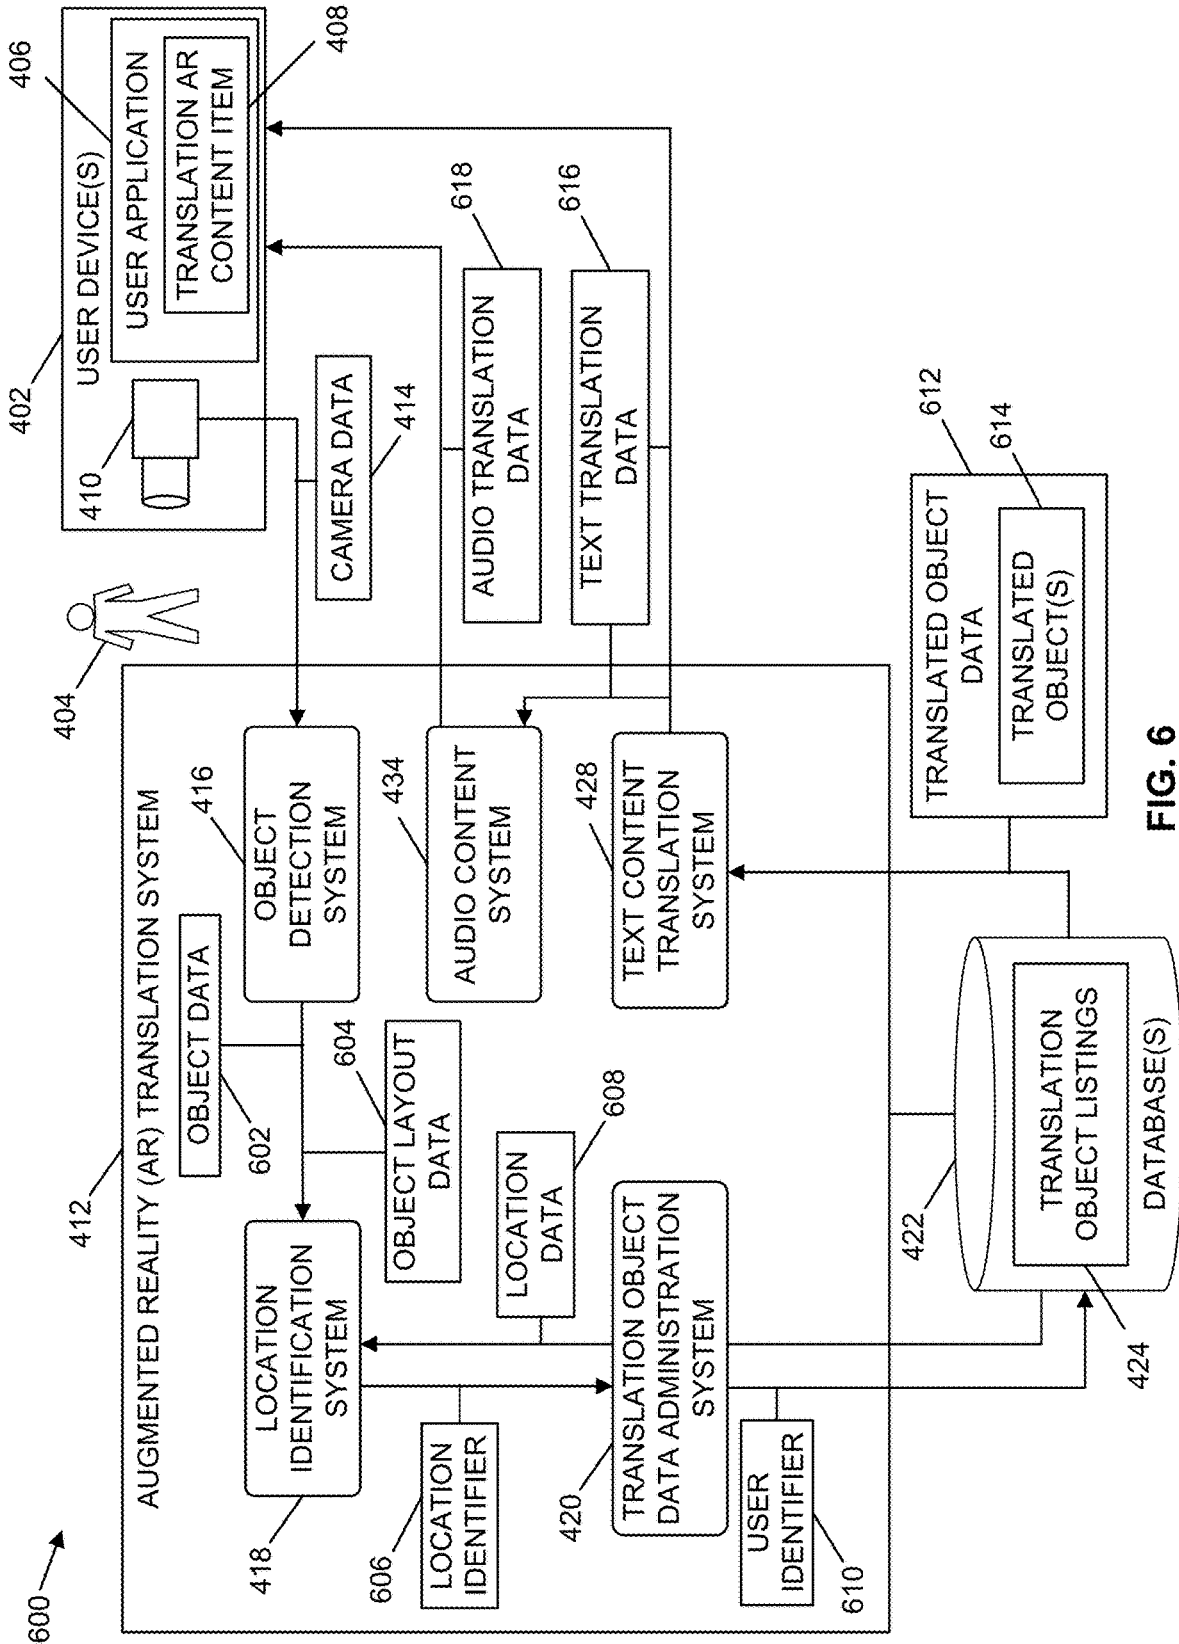 600
412
AUGMENTED REALITY (AR) TRANSLATION SYSTEM
404
402
USER DEVICE(S)
410
406
USER APPLICATION
TRANSLATION AR
CONTENT ITEM
408
CAMERA DATA
414
OBJECT DATA
602
416
OBJECT
DETECTION
SYSTEM
604
OBJECT LAYOUT
DATA
LOCATION
IDENTIFICATION
SYSTEM
418
434
AUDIO CONTENT
SYSTEM
AUDIO TRANSLATION
DATA
618
LOCATION
IDENTIFIER
606
LOCATION
DATA
608
428
TEXT CONTENT
TRANSLATION
SYSTEM
TEXT TRANSLATION
DATA
616
420
TRANSLATION OBJECT
DATA ADMINISTRATION
SYSTEM
USER
IDENTIFIER
610
422
TRANSLATION
OBJECT LISTINGS
DATABASE(S)
424
TRANSLATED OBJECT
DATA
612
TRANSLATED
OBJECT(S)
614
FIG. 6